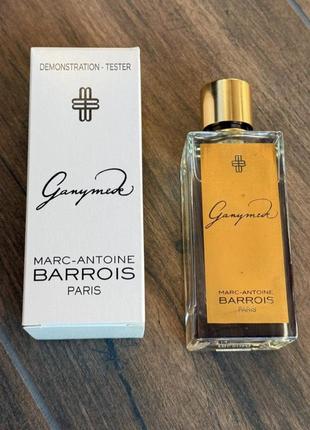 DEMONSTRATION - TESTER
Ganymede
MARC-ANTOINE
BARROIS
PARIS
Ganymede
MARC-ANTOINE
BARROIS
PARIS